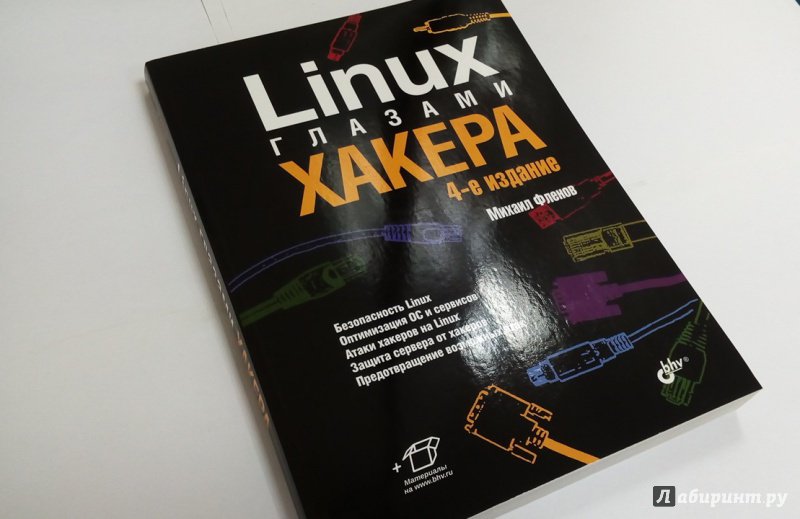 Linux
ГЛАЗАМИ
ХАКЕРА
4-е издание
Михаил Фленов
Безопасность Linux
Оптимизация ОС и сервисов
Атаки хакеров на Linux
Защита сервера от хакеров
Предотвращение
bhv®
+
Материалы
на www.bhv.ru
Лабиринт.ру